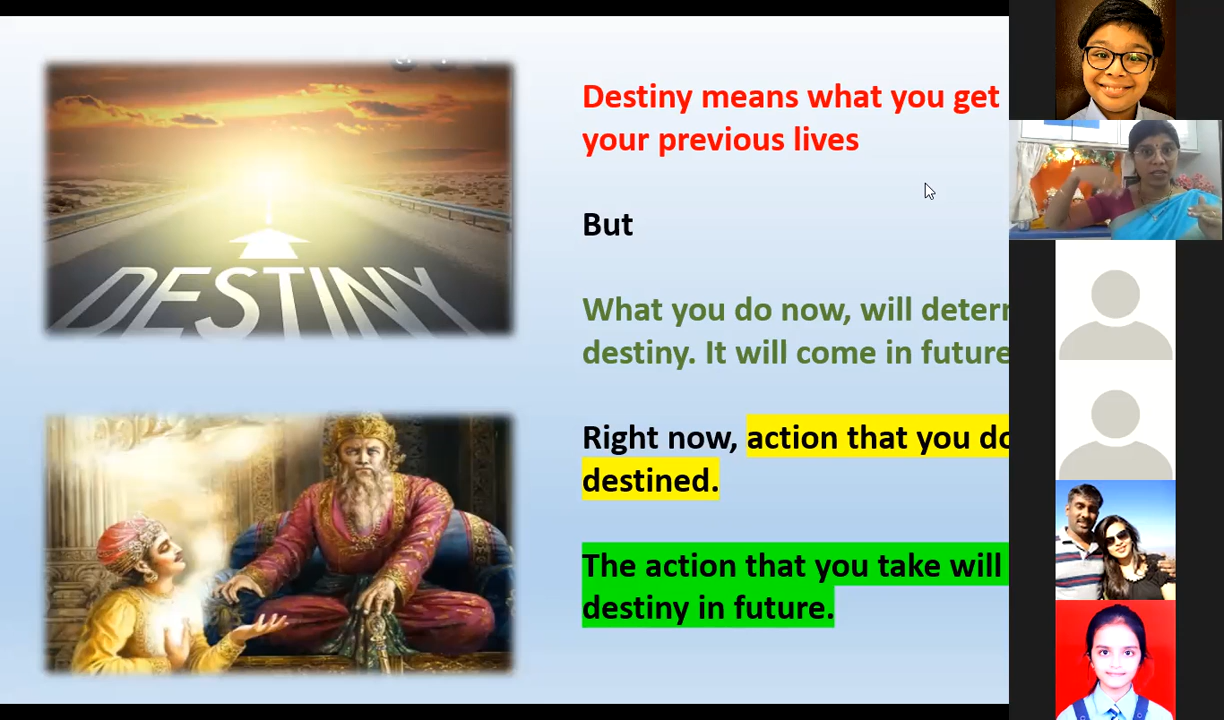 DESTINY
Destiny means what you get
your previous lives
But
What you do now, will
destiny. It will come in future
Right now, action that you do
destined.
The action that you take will
destiny in future.